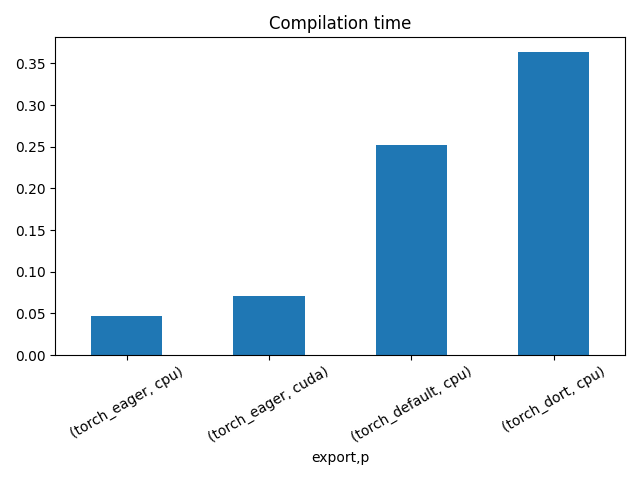 Compilation time
0.35
0.30
0.25
0.20
0.15
0.10
0.05
0.00
(torch_eager, cpu)
(torch_eager, cuda)
(torch_default, cpu)
(torch_dort, cpu)
export,p